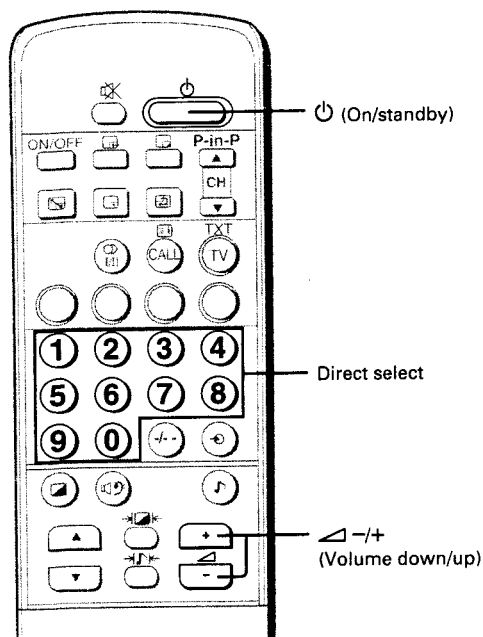 (On/standby)
ON/OFF P-in-P
CH
CALL
TXT
TV
1 2 3 4
Direct select
5 6 7 8
9 0 -/--
+
-
-/+
(Volume down/up)